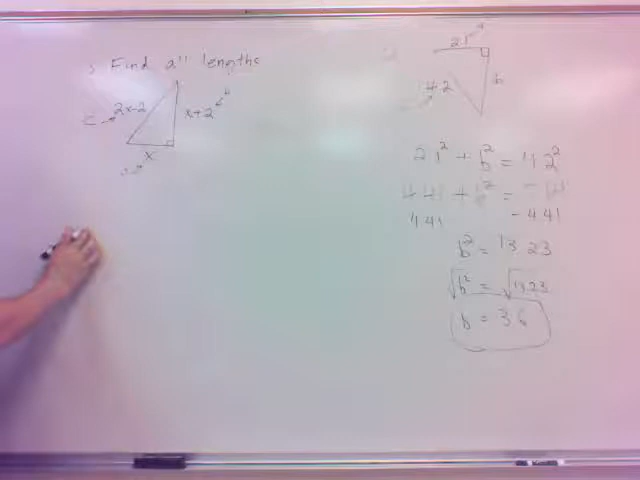 Find all lengths
2x-2
x+2
b
c
x
21
42
b
21² + b² = 42²
441 + b² =
441 -441
b² = 1323
√b² = √1323
b = 36